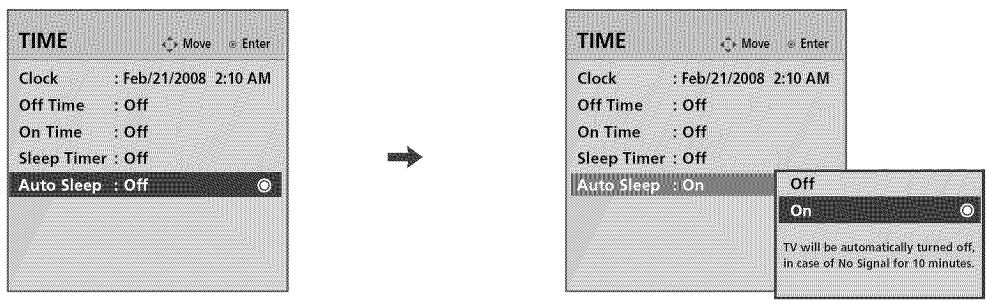 TIME Move Enter
Clock : Feb/21/2008 2:10 AM
Off Time : Off
On Time : Off
Sleep Timer : Off
Auto Sleep : Off
TIME Move Enter
Clock : Feb/21/2008 2:10 AM
Off Time : Off
On Time : Off
Sleep Timer : Off
Auto Sleep : On
Off
On
TV will be automatically turned off,
in case of No Signal for 10 minutes.